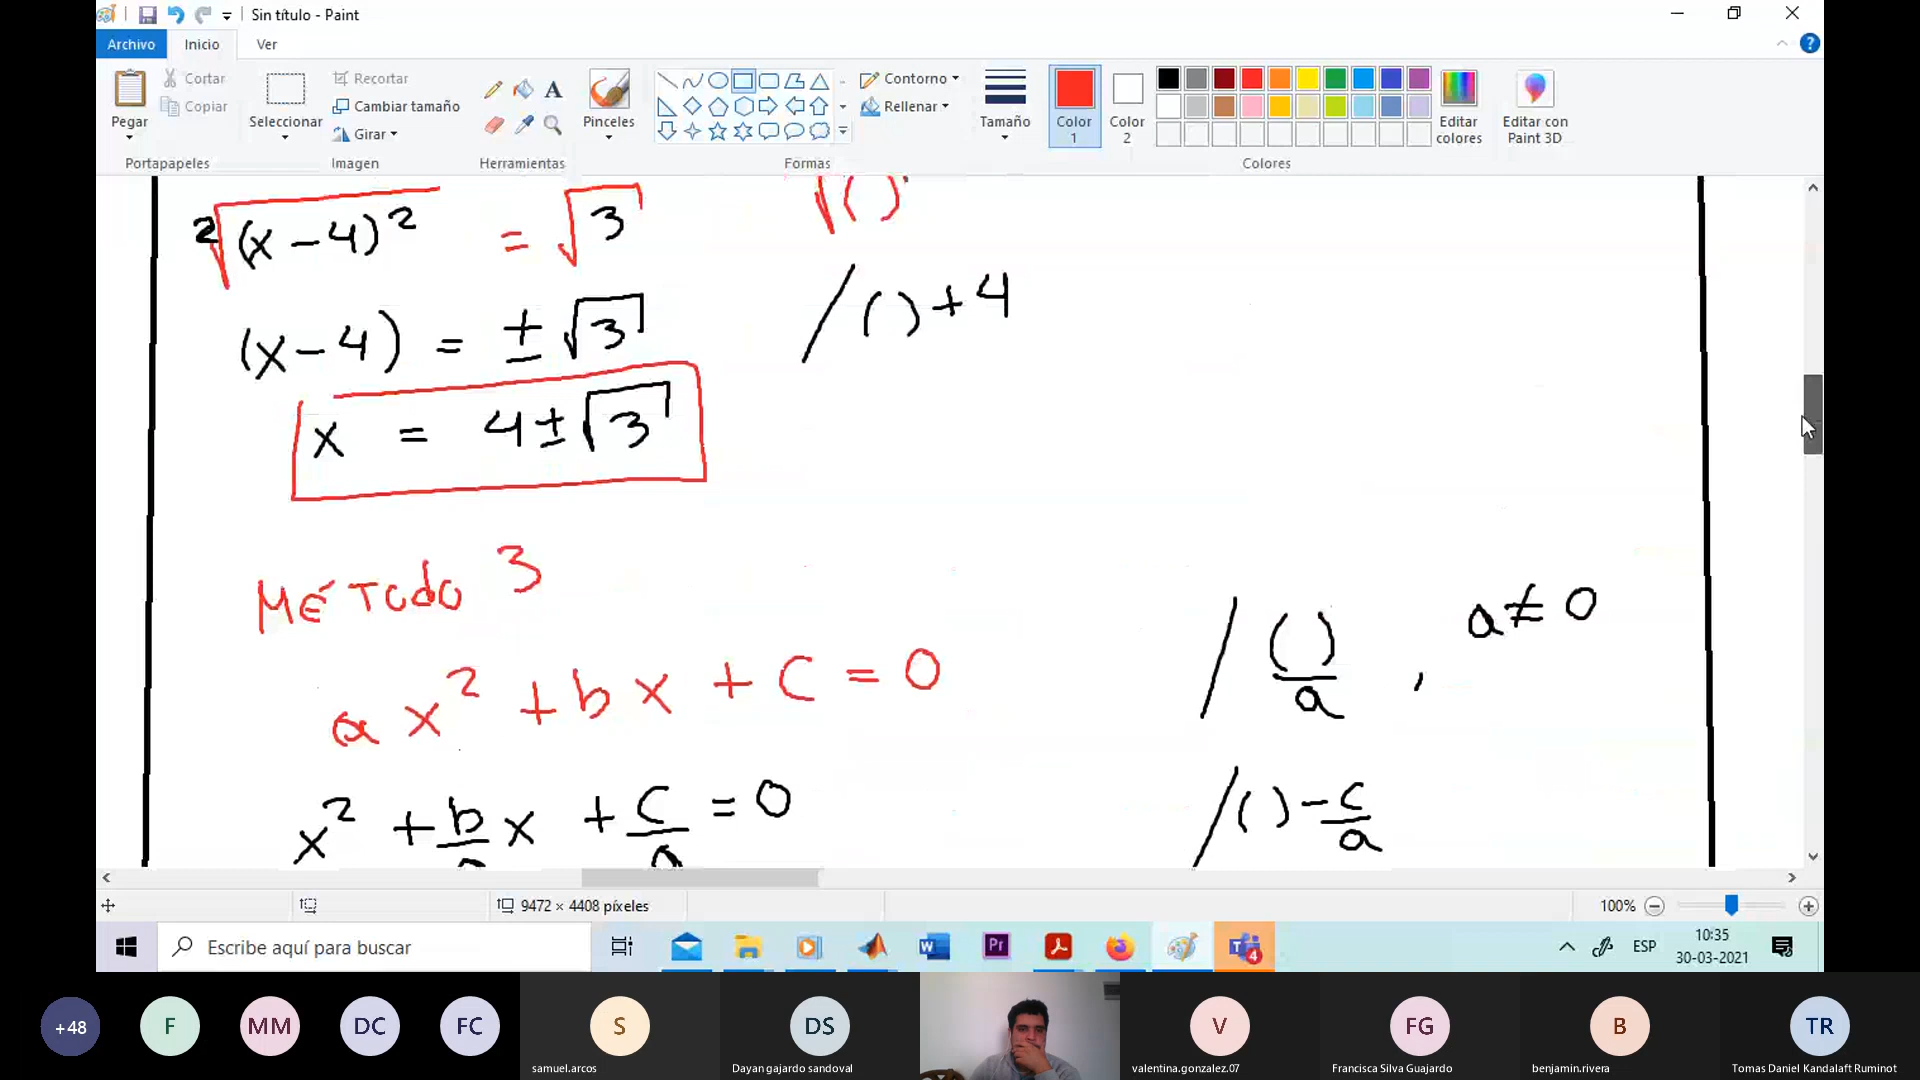 Sin título - Paint
Archivo Inicio Ver
Pegar
Cortar
Copiar
Portapapeles
Seleccionar
Recortar
Cambiar tamaño
Girar
Imagen
A
Herramientas
Pinceles
Formas
Contorno
Rellenar
Tamaño
Color 1
Color 2
Editar colores
Editar con Paint 3D
Colores
²√(x-4)² = √3 √( )
(x-4) = ±√3 /( )+4
x = 4±√3
MÉTodo 3
ax² + bx + C = 0 /( )/a , a≠0
x² + b/a x + c/a = 0 /( ) - c/a
9472 × 4408 píxeles
100%
Escribe aquí para buscar
W
Pr
T
4
ESP
10:35
30-03-2021
+48 F MM DC FC S DS V FG B TR
samuel.arcos
Dayan gajardo sandoval
valentina.gonzalez.07
Francisca Silva Guajardo
benjamin.rivera
Tomas Daniel Kandalaft Ruminot